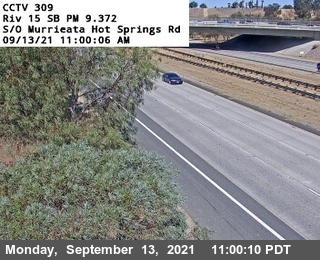 CCTV 309
Riv 15 SB PM 9.372
S/O Murrieata Hot Springs Rd
09/13/21 11:00:06 AM
Monday, September 13, 2021 11:00:10 PDT